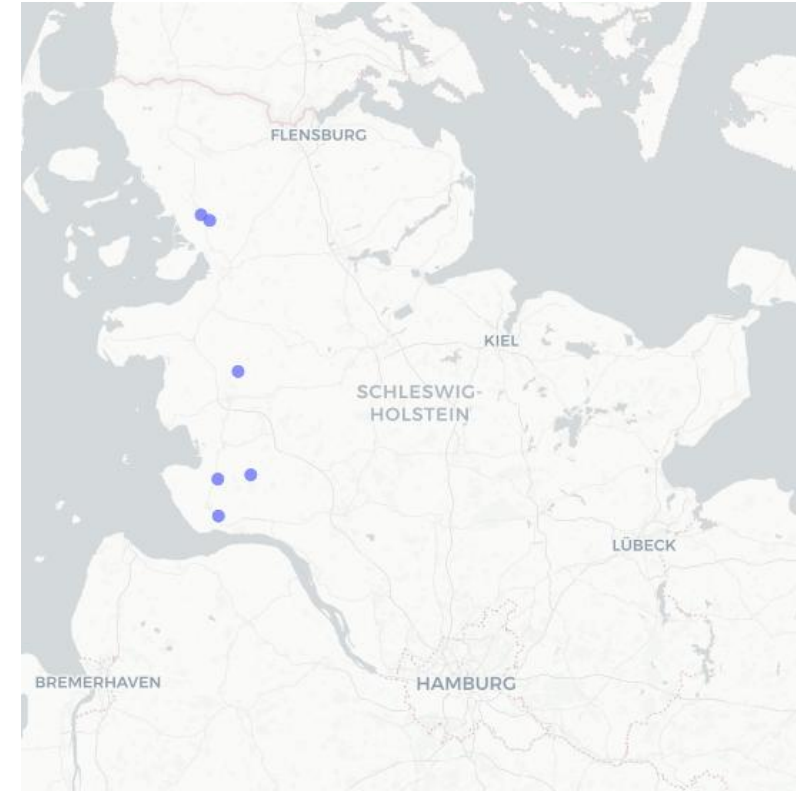 FLENSBURG
KIEL
SCHLESWIG-
HOLSTEIN
LÜBECK
BREMERHAVEN
HAMBURG